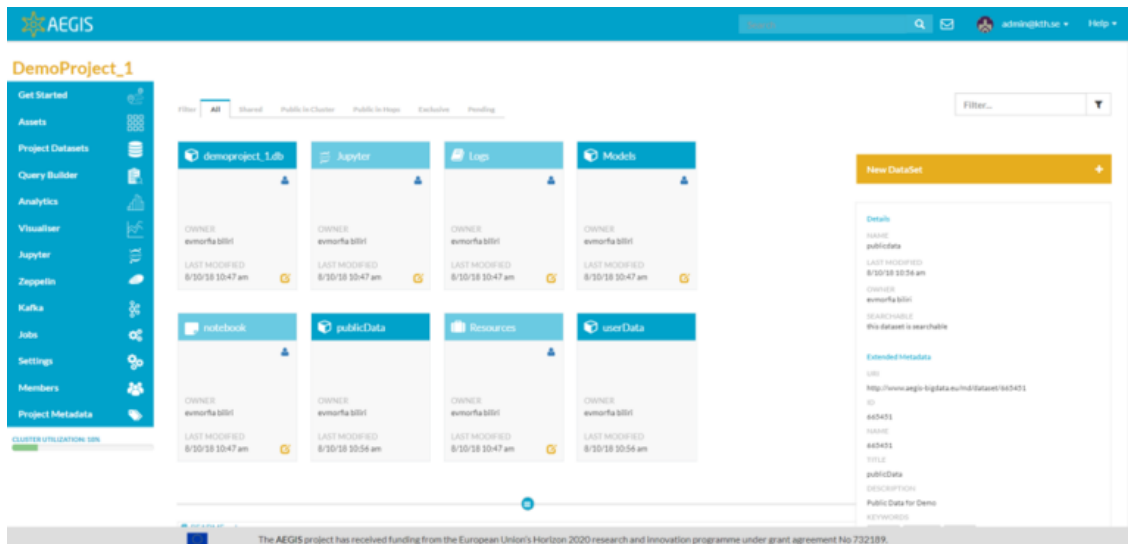 AEGIS
Search...
admin@kth.se
Help
DemoProject_1
Get Started
Assets
Project Datasets
Query Builder
Analytics
Visualiser
Jupyter
Zeppelin
Kafka
Jobs
Settings
Members
Project Metadata
CLUSTER UTILIZATION: 18%
Filter All Shared Public in Cluster Public in Hops Exclusive Pending
Filter...
demoproject_1.db Jupyter Logs Models
OWNER OWNER OWNER OWNER
evmorfia biliri evmorfia biliri evmorfia biliri evmorfia biliri
LAST MODIFIED LAST MODIFIED LAST MODIFIED LAST MODIFIED
8/10/18 10:47 am 8/10/18 10:47 am 8/10/18 10:47 am 8/10/18 10:47 am
notebook publicData Resources userData
OWNER OWNER OWNER OWNER
evmorfia biliri evmorfia biliri evmorfia biliri evmorfia biliri
LAST MODIFIED LAST MODIFIED LAST MODIFIED LAST MODIFIED
8/10/18 10:47 am 8/10/18 10:56 am 8/10/18 10:47 am 8/10/18 10:56 am
New DataSet
Details
NAME
publicdata
LAST MODIFIED
8/10/18 10:56 am
OWNER
evmorfia biliri
SEARCHABLE
this dataset is searchable
Extended Metadata
URI
http://www.aegis-bigdata.eu/md/dataset/665451
ID
665451
NAME
665451
TITLE
publicData
DESCRIPTION
Public Data for Demo
KEYWORDS
The AEGIS project has received funding from the European Union's Horizon 2020 research and innovation programme under grant agreement No 732189.